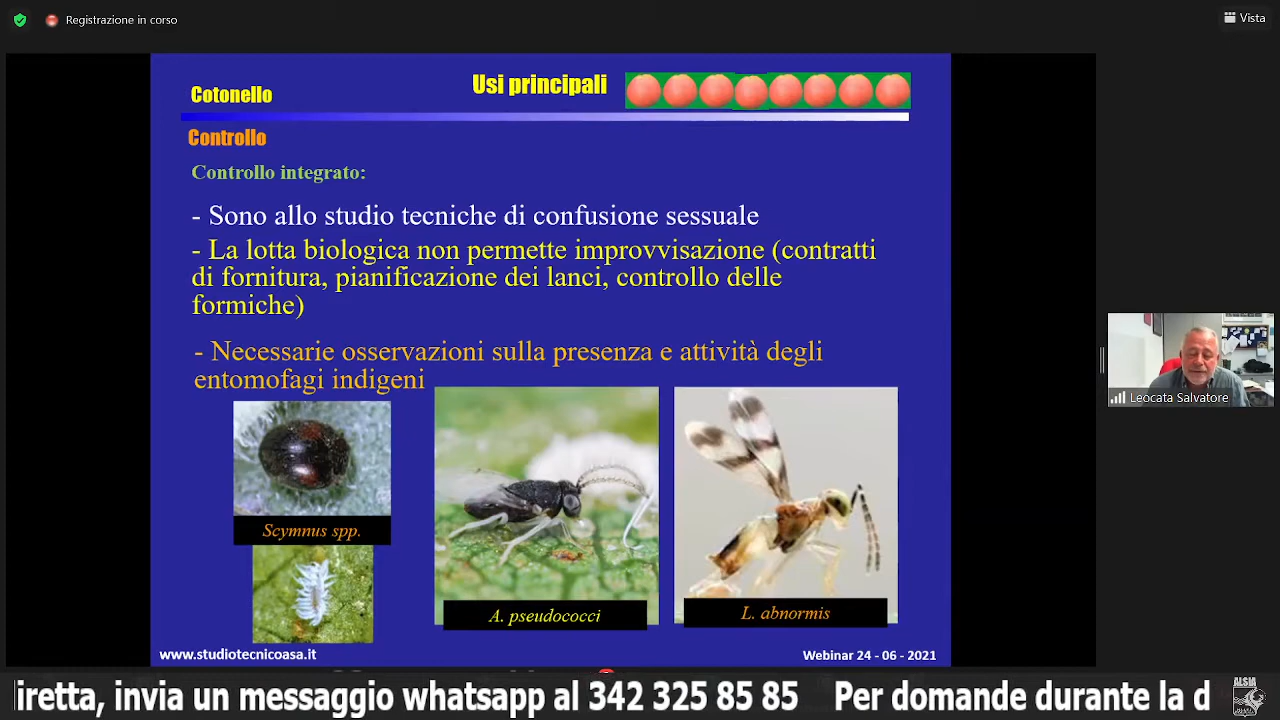 Registrazione in corso
Vista
Cotonello
Usi principali
Controllo
Controllo integrato:
- Sono allo studio tecniche di confusione sessuale
- La lotta biologica non permette improvvisazione (contratti
di fornitura, pianificazione dei lanci, controllo delle
formiche)
- Necessarie osservazioni sulla presenza e attività degli
entomofagi indigeni
Scymnus spp.
A. pseudococci
L. abnormis
www.studiotecnicoasa.it
Webinar 24 - 06 - 2021
Leocata Salvatore
iretta, invia un messaggio whatsapp al 342 325 85 85 Per domande durante la d